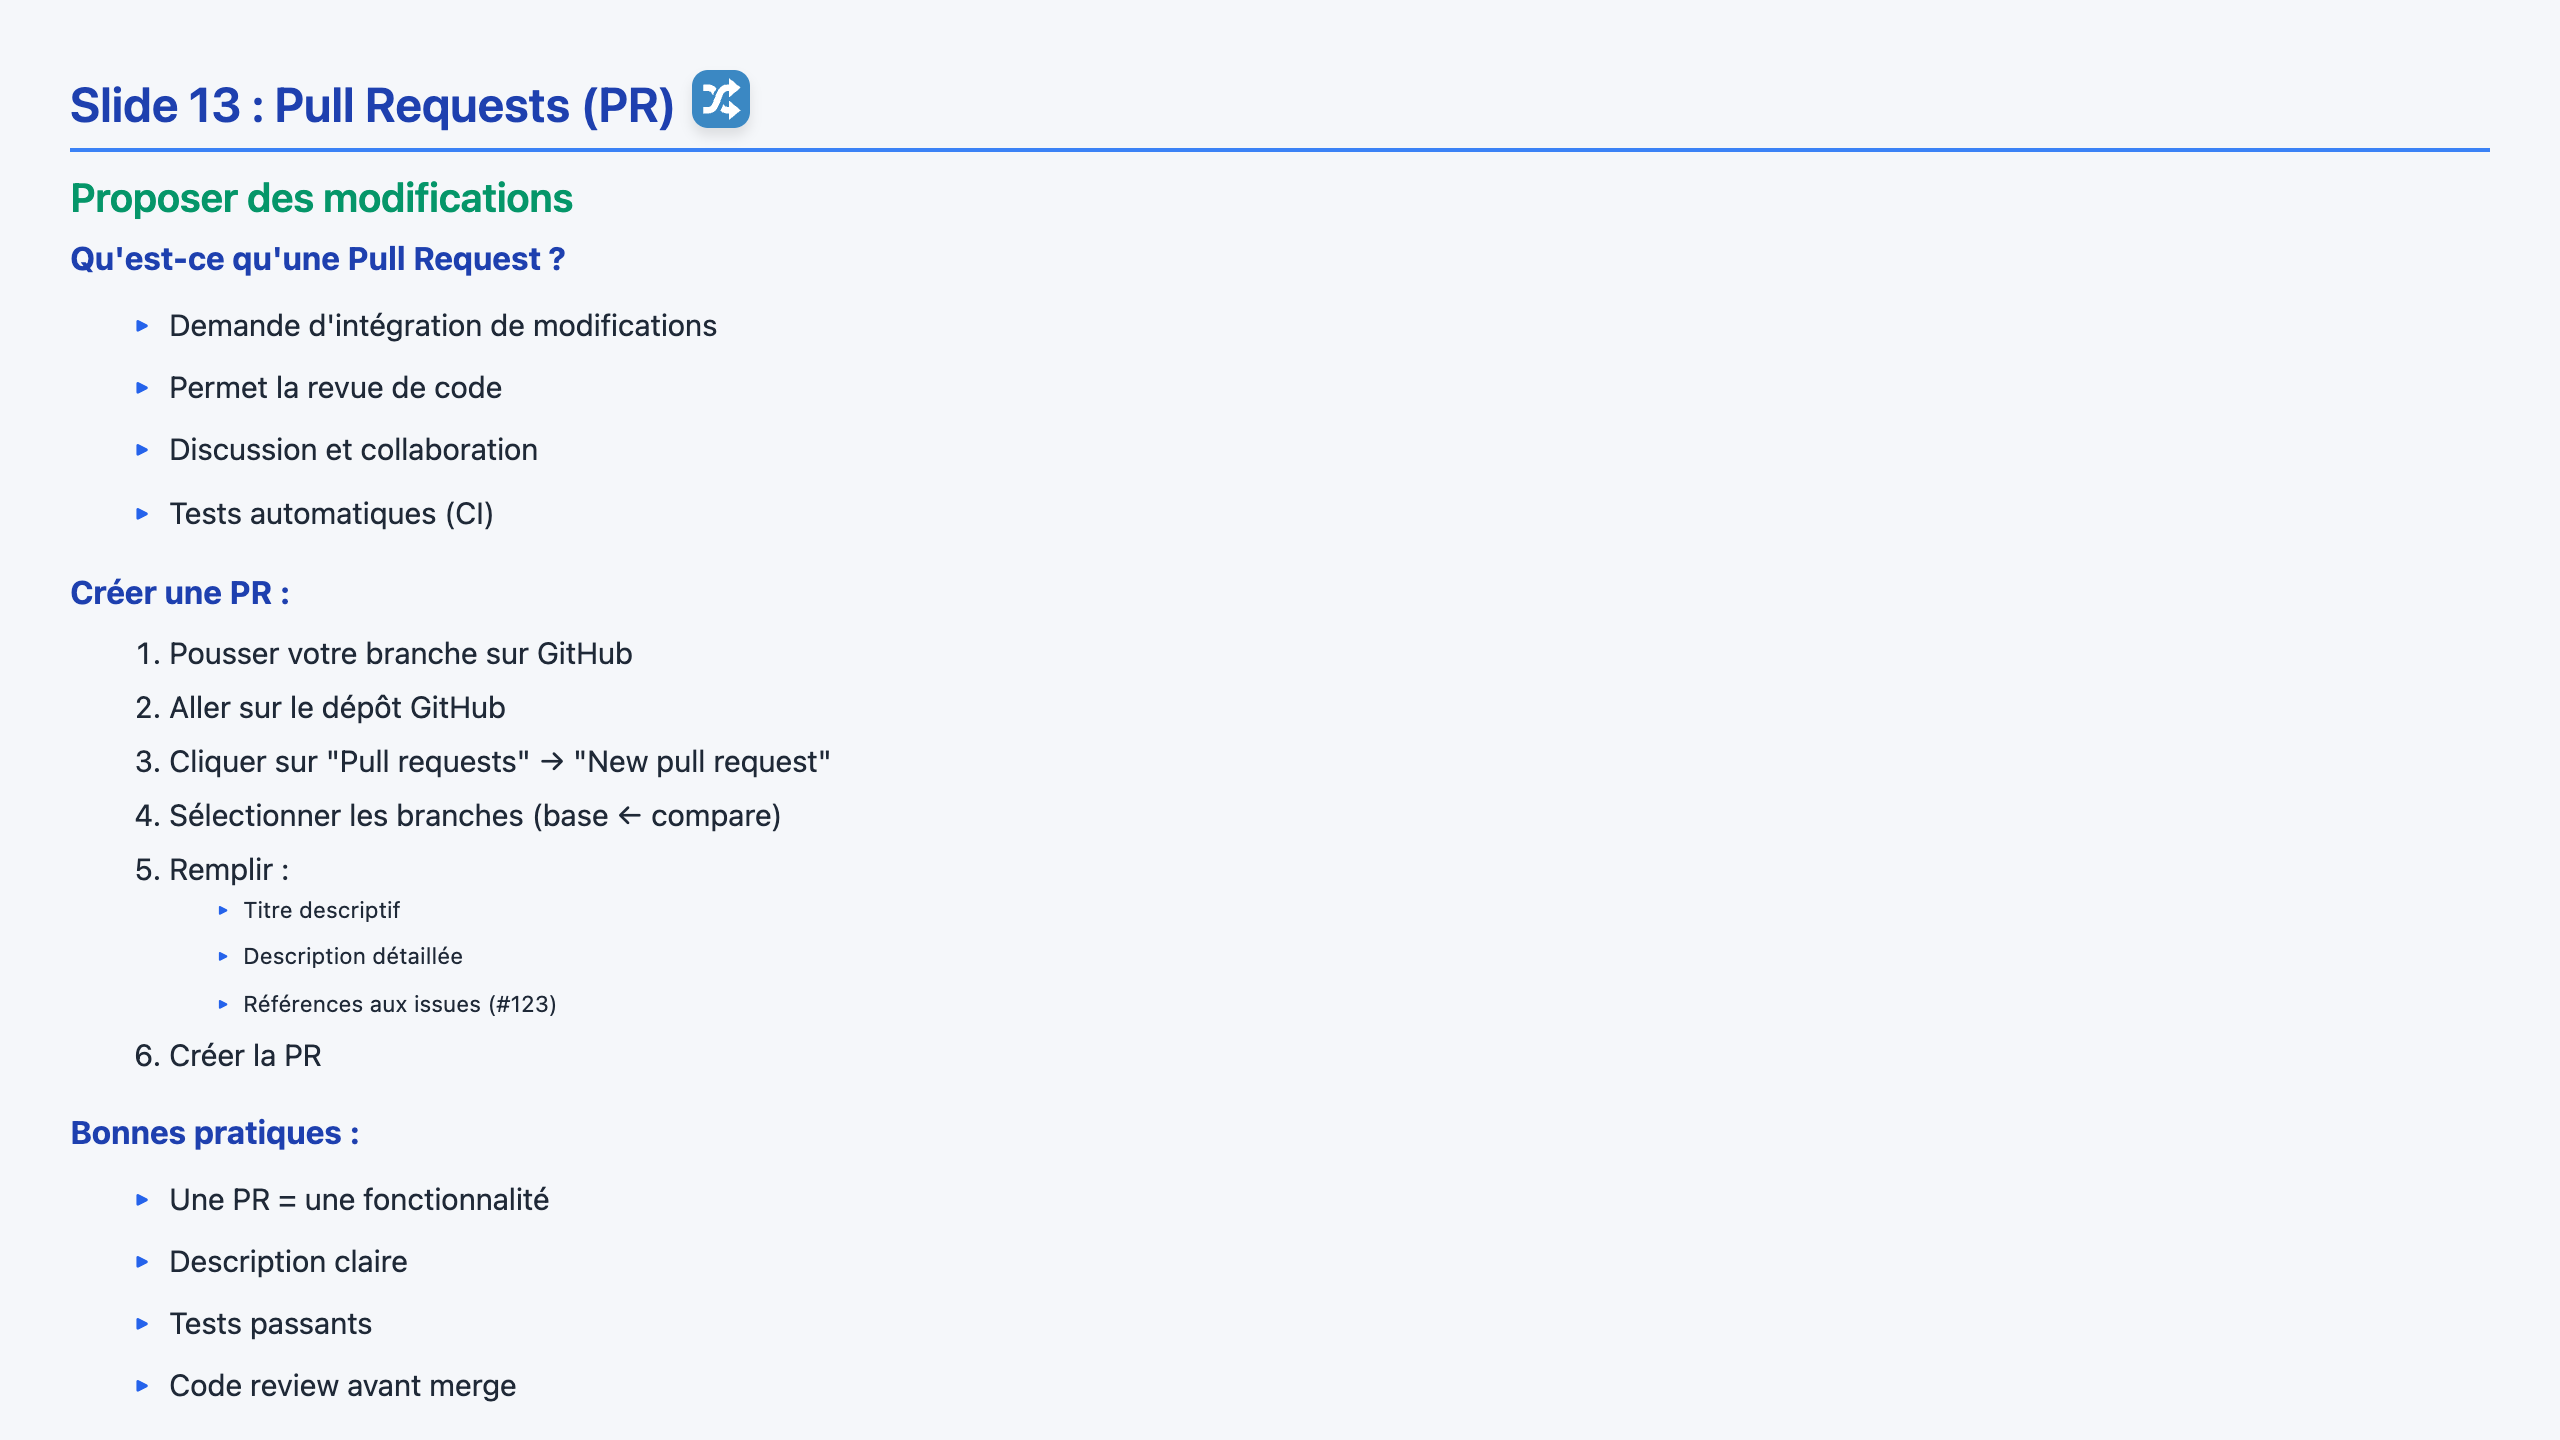 Slide 13 : Pull Requests (PR) 🔀
Proposer des modifications
Qu'est-ce qu'une Pull Request ?
▸ Demande d'intégration de modifications
▸ Permet la revue de code
▸ Discussion et collaboration
▸ Tests automatiques (CI)
Créer une PR :
1. Pousser votre branche sur GitHub
2. Aller sur le dépôt GitHub
3. Cliquer sur "Pull requests" → "New pull request"
4. Sélectionner les branches (base ← compare)
5. Remplir :
▸ Titre descriptif
▸ Description détaillée
▸ Références aux issues (#123)
6. Créer la PR
Bonnes pratiques :
▸ Une PR = une fonctionnalité
▸ Description claire
▸ Tests passants
▸ Code review avant merge